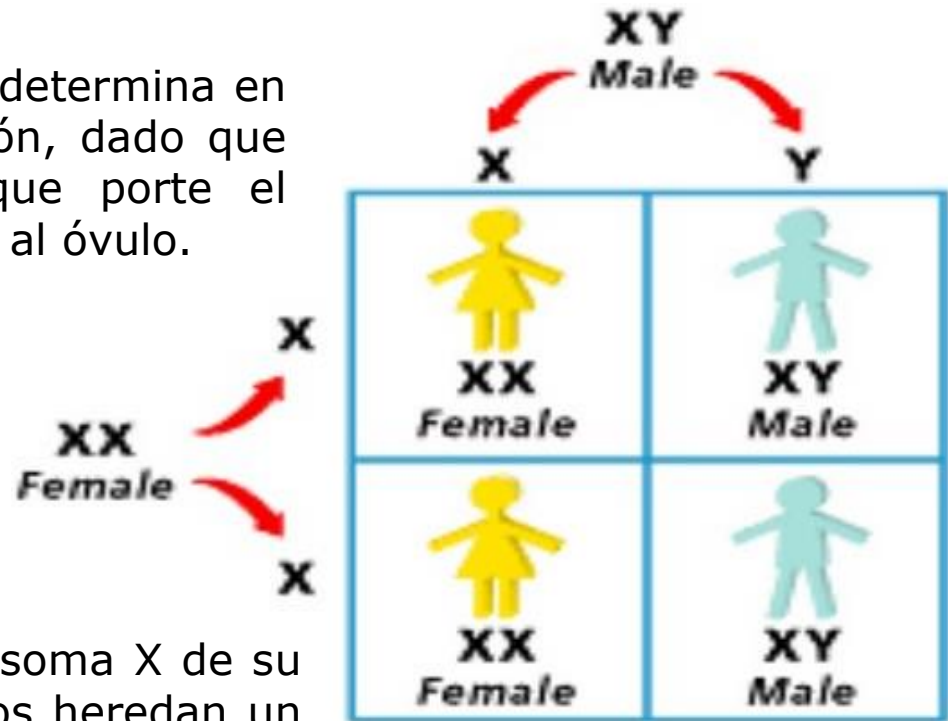 XY
Male
determina en
ón, dado que
que porte el
al óvulo.
X Y
X
XX
Female
X
XX
Female
XY
Male
XX
Female
XY
Male
soma X de su
os heredan un